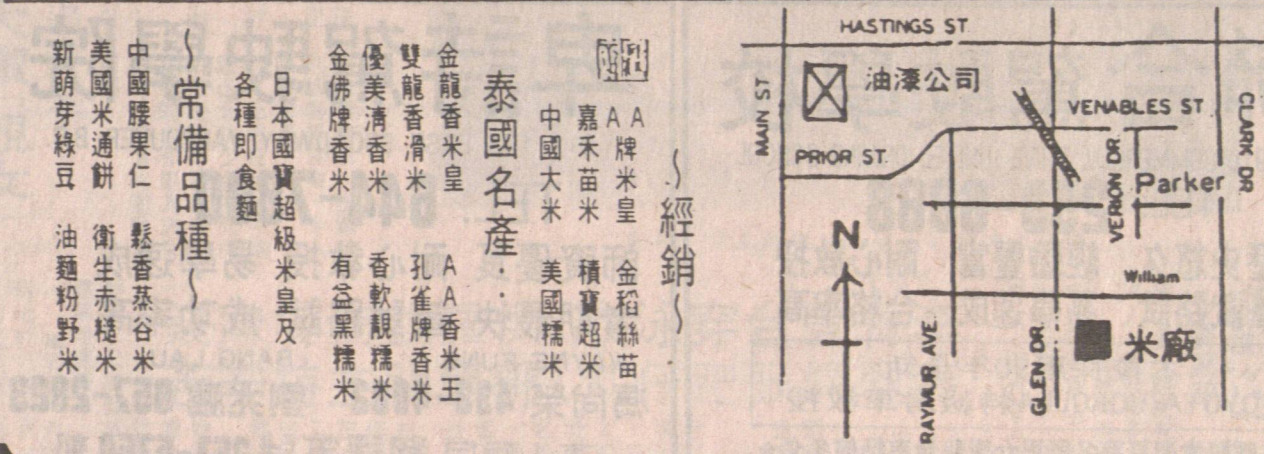 ～經銷～
AA牌米皇 金稻絲苗
嘉禾苗米 積寶超米
中國大米 美國糯米
泰國名產：
金龍香米皇 AA香米王
雙龍香滑米 孔雀牌香米
優美清香米 香軟靚糯米
金佛牌香米 有益黑糯米
日本國寶超級米皇及
各種即食麵
～常備品種～
中國腰果仁 鬆香蒸谷米
美國米通餅 衛生赤糙米
新萌芽綠豆 油麵粉野米
HASTINGS ST.
MAIN ST
油漆公司
VENABLES ST.
CLARK DR
PRIOR ST.
VERION DR.
Parker
N
William
RAYMUR AVE
GLEN DR.
米廠